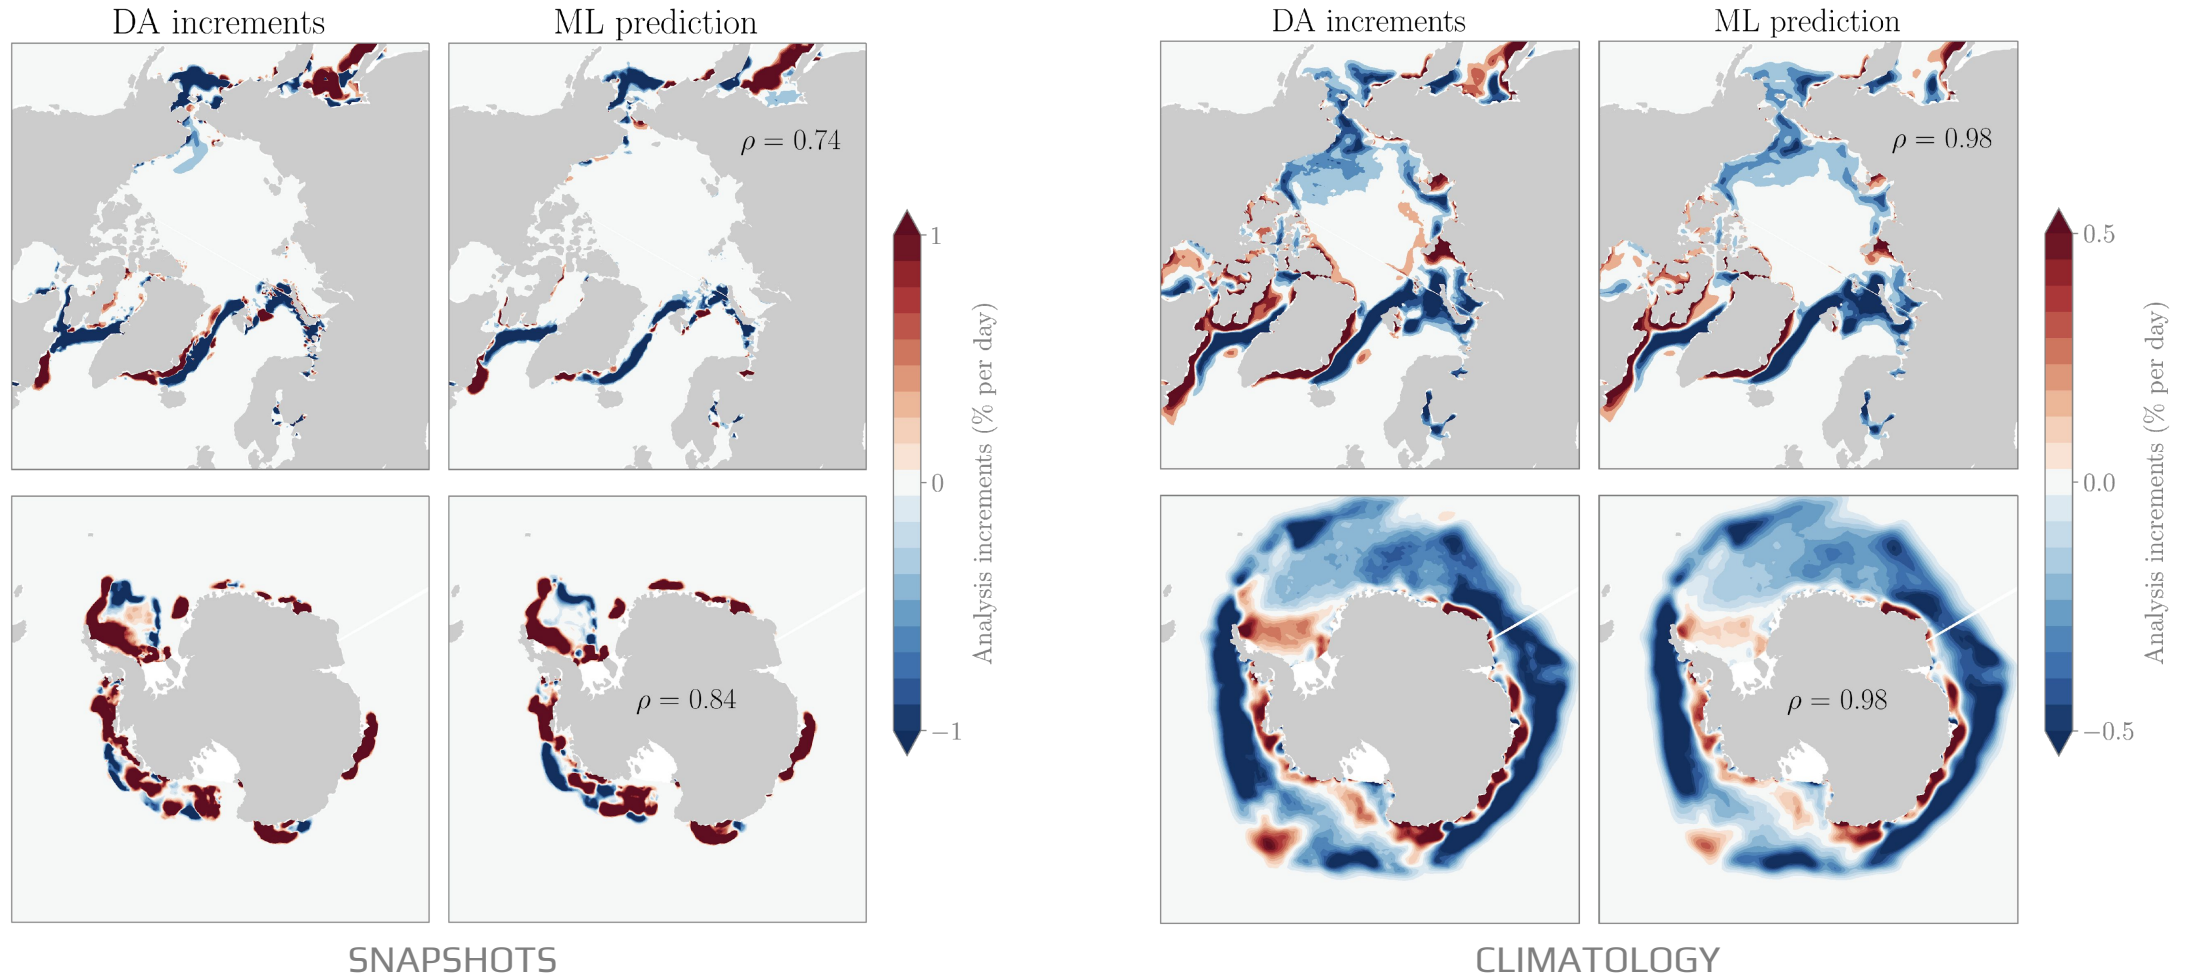 DA increments
ML prediction
ρ = 0.74
ρ = 0.84
1
0
−1
Analysis increments (% per day)
SNAPSHOTS
DA increments
ML prediction
ρ = 0.98
ρ = 0.98
0.5
0.0
−0.5
Analysis increments (% per day)
CLIMATOLOGY